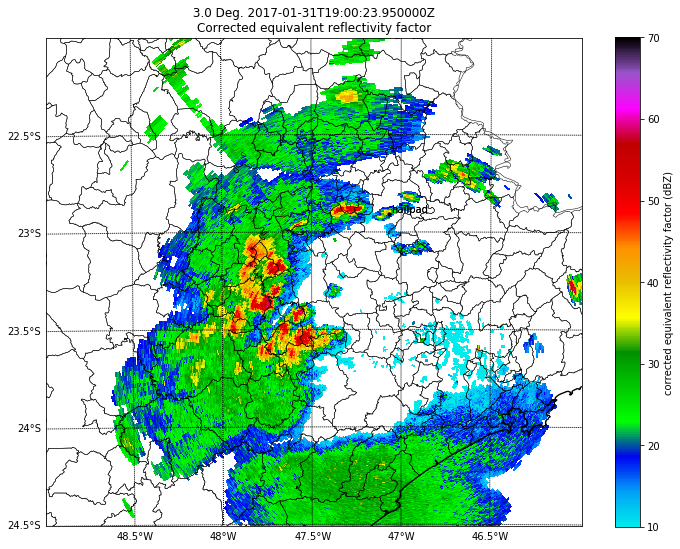 3.0 Deg. 2017-01-31T19:00:23.950000Z
Corrected equivalent reflectivity factor
22.5°S
23°S
23.5°S
24°S
24.5°S
48.5°W
48°W
47.5°W
47°W
46.5°W
70
60
50
40
30
20
10
corrected equivalent reflectivity factor (dBZ)